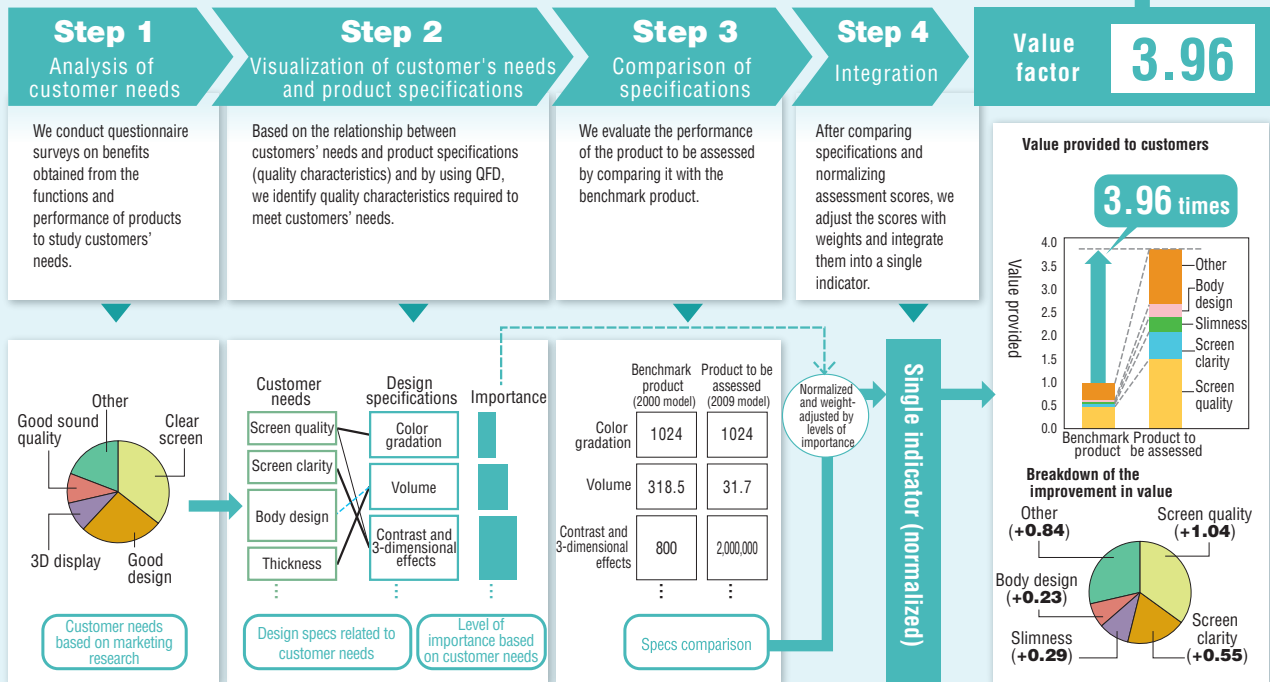 Step 1
Analysis of
customer needs
Step 2
Visualization of customer's needs
and product specifications
Step 3
Comparison of
specifications
Step 4
Integration
Value
factor
3.96
We conduct questionnaire
surveys on benefits
obtained from the
functions and
performance of products
to study customers'
needs.
Based on the relationship between
customers' needs and product specifications
(quality characteristics) and by using QFD,
we identify quality characteristics required to
meet customers' needs.
We evaluate the performance
of the product to be assessed
by comparing it with the
benchmark product.
After comparing
specifications and
normalizing
assessment scores, we
adjust the scores with
weights and integrate
them into a single
indicator.
Other
Good sound
quality
Clear
screen
3D display
Good
design
Customer needs
based on marketing
research
Customer
needs
Design
specifications
Importance
Screen quality
Screen clarity
Body design
Thickness
Color
gradation
Volume
Contrast and
3-dimensional
effects
Design specs related to
customer needs
Level of
importance based
on customer needs
Benchmark
product
(2000 model)
Product to be
assessed
(2009 model)
Color
gradation
1024
1024
Volume
318.5
31.7
Contrast and
3-dimensional
effects
800
2,000,000
Specs comparison
Normalized
and weight-
adjusted by
levels of
importance
Single indicator (normalized)
Value provided to customers
3.96 times
Value provided
4.0
3.5
3.0
2.5
2.0
1.5
1.0
0.5
0.0
Other
Body
design
Slimness
Screen
clarity
Screen
quality
Benchmark
product
Product to
be assessed
Breakdown of the
improvement in value
Other
(+0.84)
Screen quality
(+1.04)
Body design
(+0.23)
Slimness
(+0.29)
Screen
clarity
(+0.55)